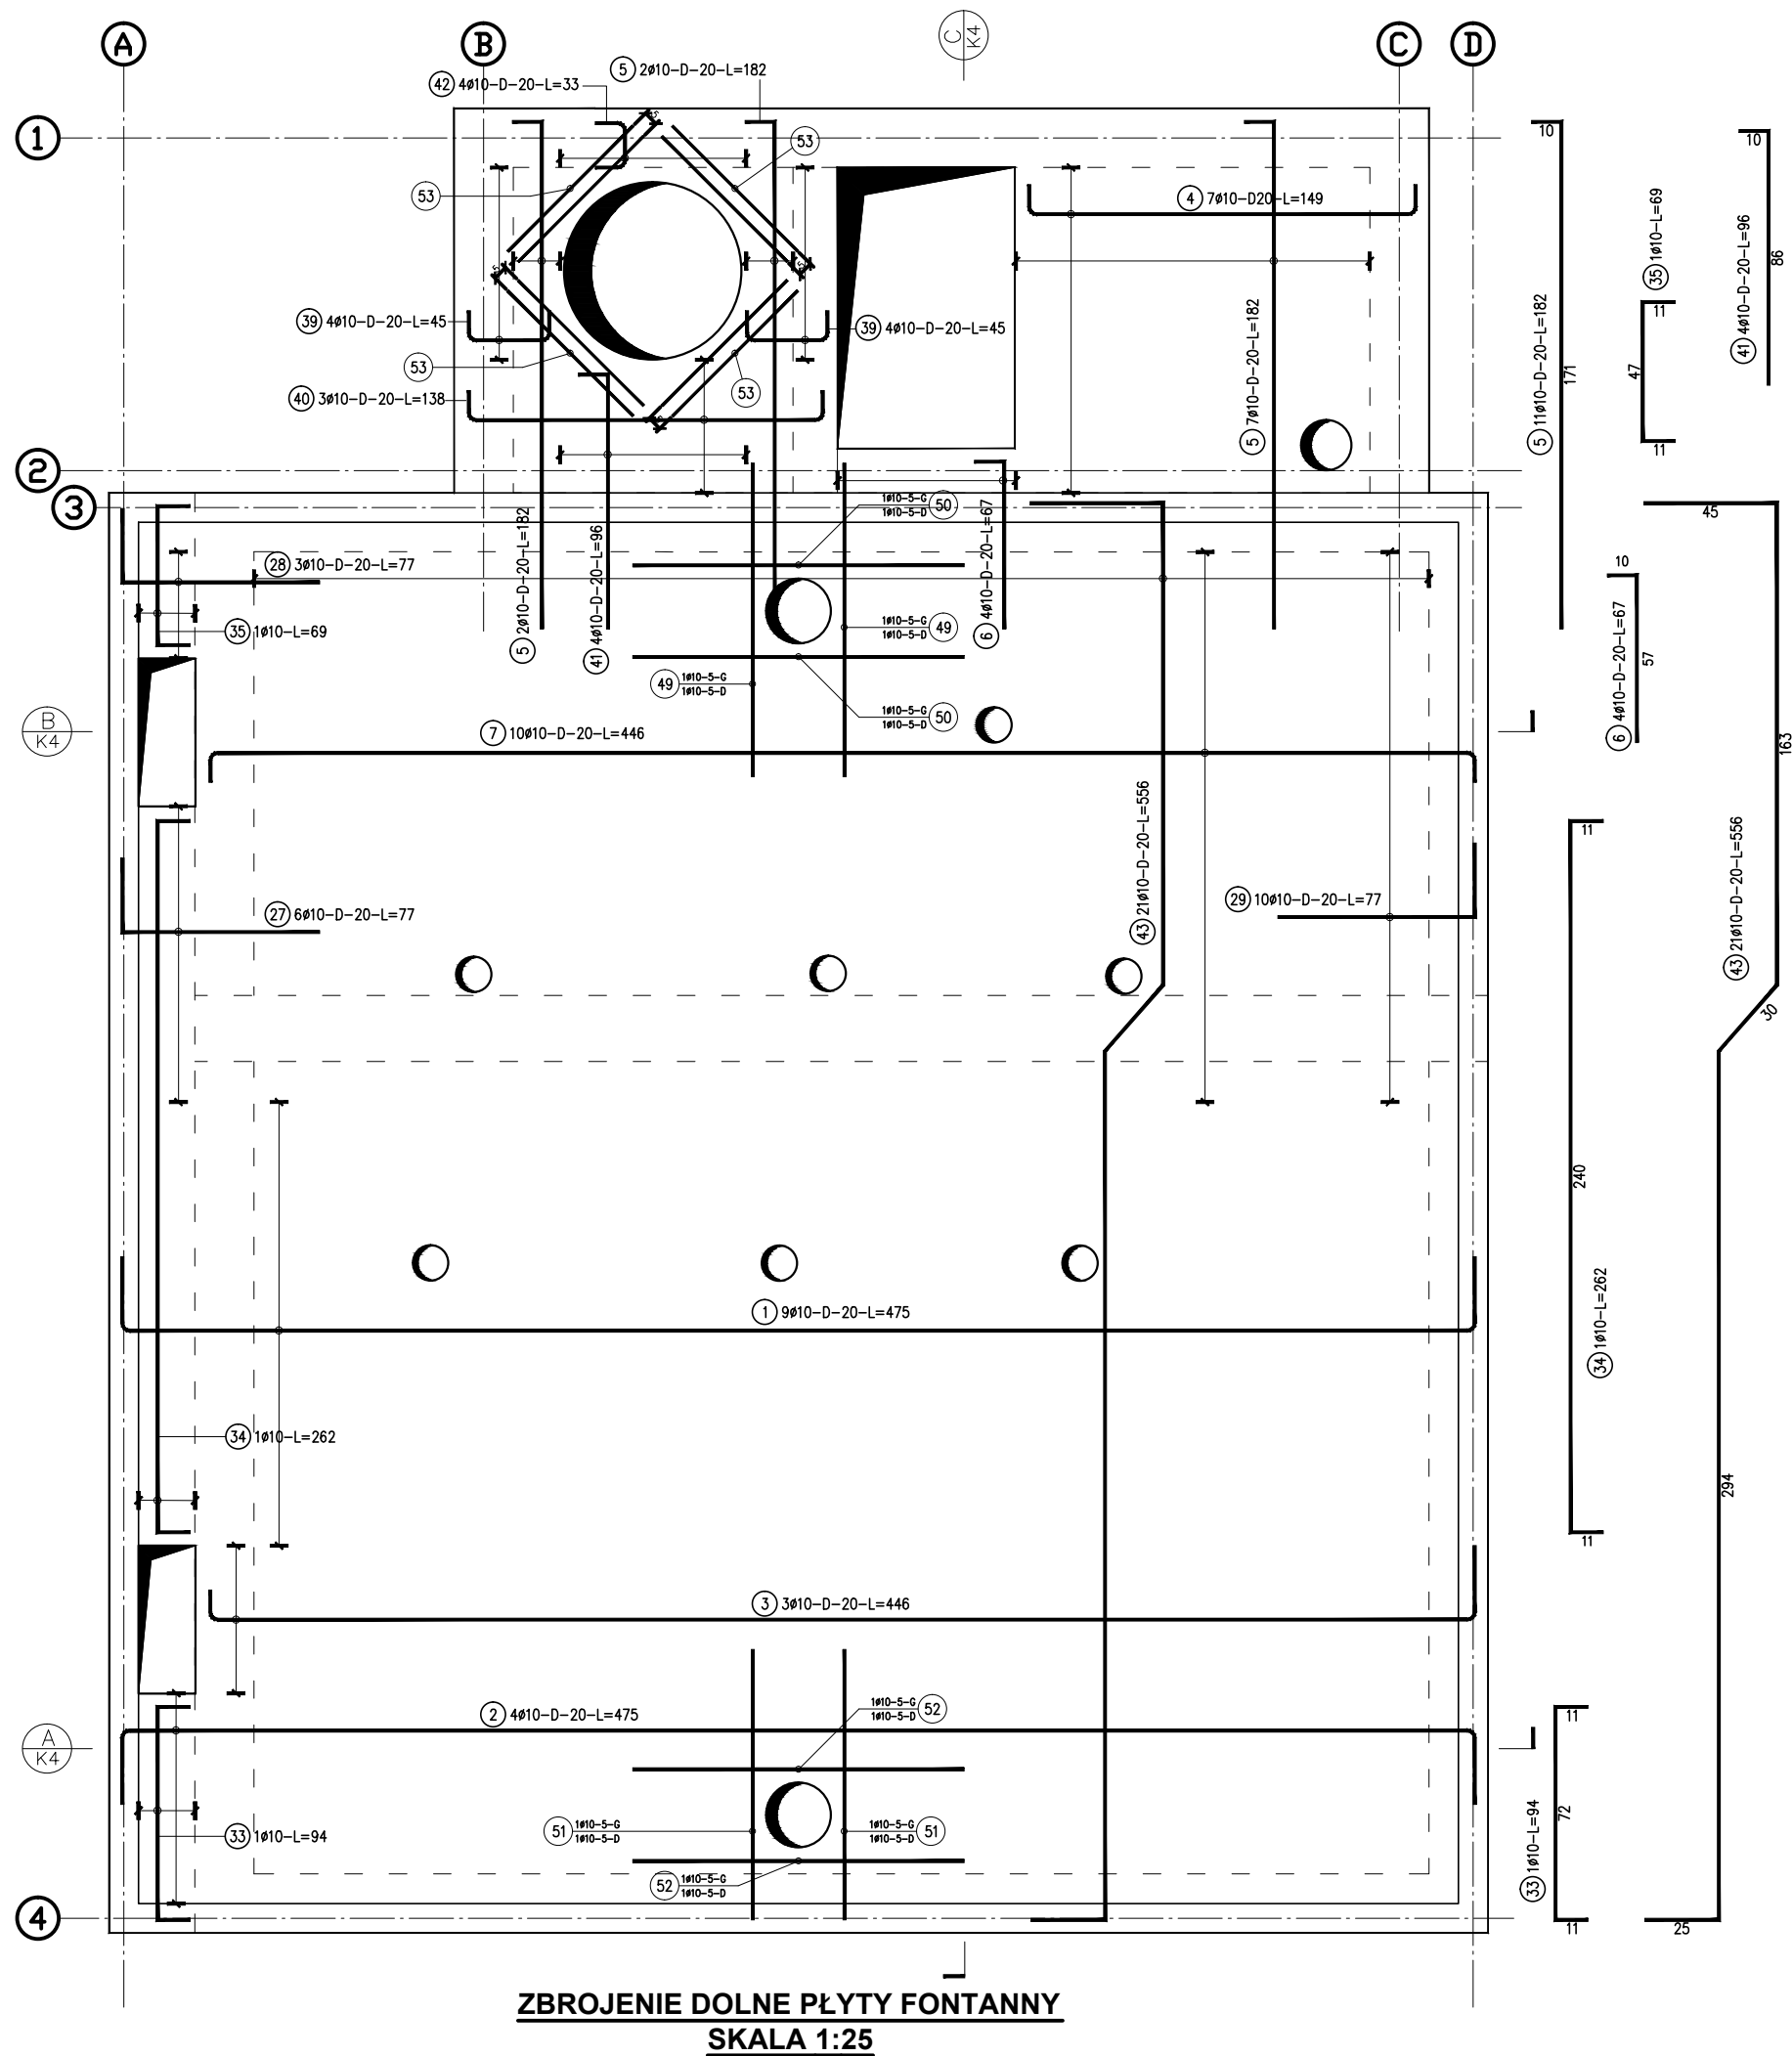 A
B
C
K4
C
D
5 2ø10-D-20-L=182
42 4ø10-D-20-L=33
1
53
10
10
53
4 7ø10-D20-L=149
35 1ø10-L=69
41 4ø10-D-20-L=96
86
11
39 4ø10-D-20-L=45
39 4ø10-D-20-L=45
5 7ø10-D-20-L=182
5 11ø10-D-20-L=182
171
47
53
53
40 3ø10-D-20-L=138
11
2
3
1ø10-5-G
1ø10-5-D
50
45
5 2ø10-D-20-L=182
41 4ø10-D-20-L=96
6 4ø10-D-20-L=67
28 3ø10-D-20-L=77
10
35 1ø10-L=69
1ø10-5-G
1ø10-5-D
49
49
1ø10-5-G
1ø10-5-D
6 4ø10-D-20-L=67
57
1ø10-5-G
1ø10-5-D
50
B
K4
7 10ø10-D-20-L=446
163
11
43 21ø10-D-20-L=556
43 21ø10-D-20-L=556
27 6ø10-D-20-L=77
29 10ø10-D-20-L=77
30
240
1 9ø10-D-20-L=475
34 1ø10-L=262
34 1ø10-L=262
294
11
3 3ø10-D-20-L=446
2 4ø10-D-20-L=475
1ø10-5-G
1ø10-5-D
52
11
A
K4
51
1ø10-5-G
1ø10-5-D
1ø10-5-G
1ø10-5-D
51
33 1ø10-L=94
33 1ø10-L=94
72
52
1ø10-5-G
1ø10-5-D
4
11
25
ZBROJENIE DOLNE PŁYTY FONTANNY
SKALA 1:25